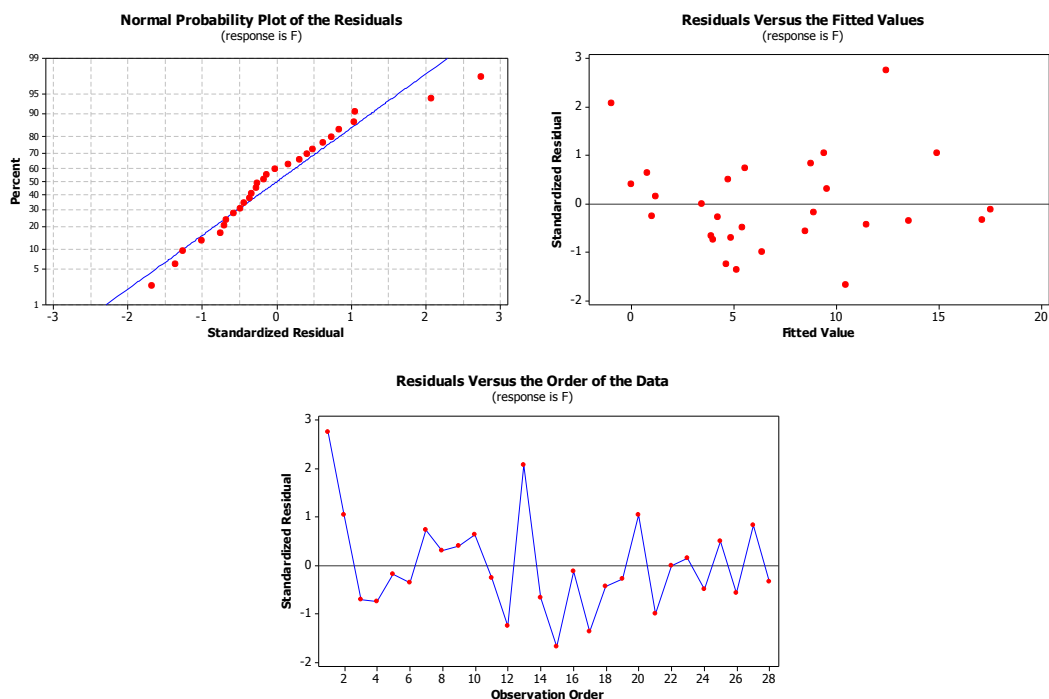 Normal Probability Plot of the Residuals
(response is F)
Percent
99
95
90
80
70
60
50
40
30
20
10
5
1
-3 -2 -1 0 1 2 3
Standardized Residual
Residuals Versus the Fitted Values
(response is F)
Standardized Residual
3
2
1
0
-1
-2
0 5 10 15 20
Fitted Value
Residuals Versus the Order of the Data
(response is F)
Standardized Residual
3
2
1
0
-1
-2
2 4 6 8 10 12 14 16 18 20 22 24 26 28
Observation Order